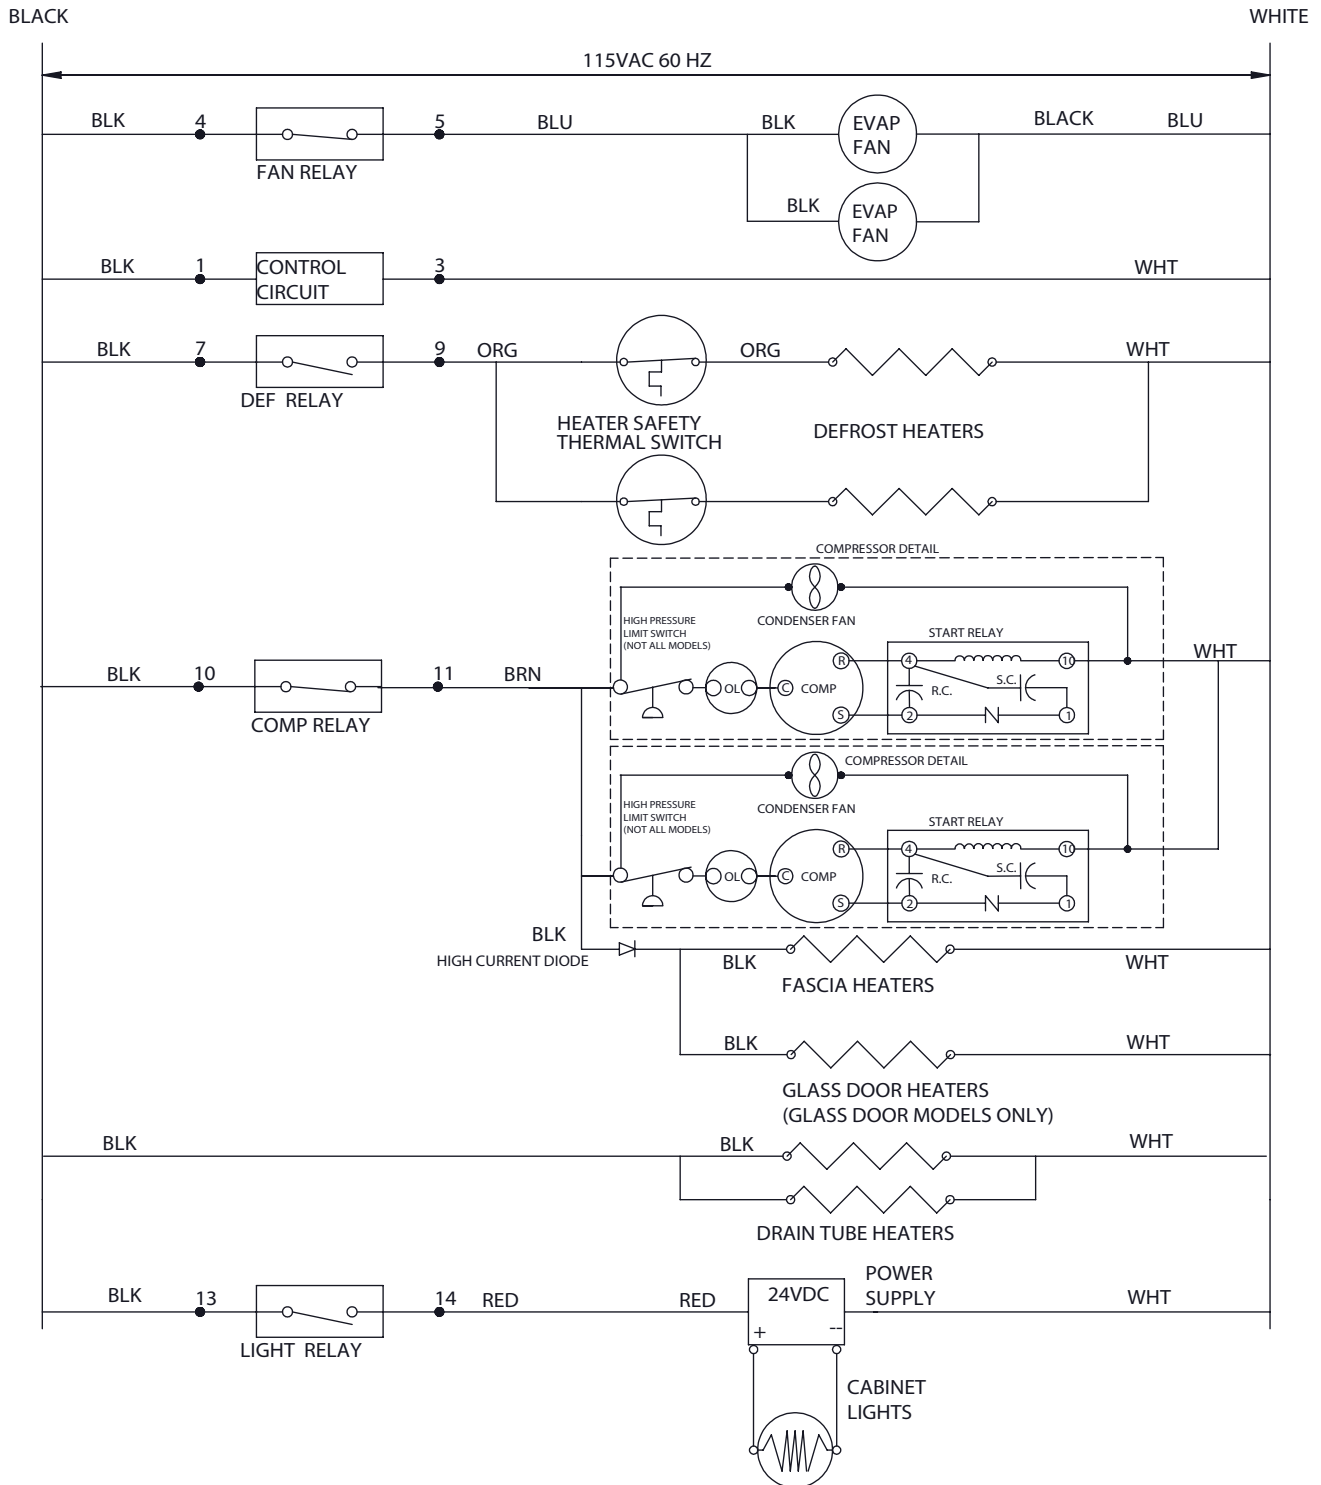 BLACK
WHITE
115VAC 60 HZ
BLK
4
5
BLU
BLK
EVAP
FAN
BLACK
BLU
FAN RELAY
BLK
EVAP
FAN
BLK
1
CONTROL
CIRCUIT
3
WHT
BLK
7
9
ORG
ORG
WHT
DEF RELAY
HEATER SAFETY
THERMAL SWITCH
DEFROST HEATERS
COMPRESSOR DETAIL
CONDENSER FAN
HIGH PRESSURE
LIMIT SWITCH
(NOT ALL MODELS)
START RELAY
WHT
BLK
10
11
BRN
OL
C
COMP
R
S
4
10
R.C.
S.C.
2
N
1
COMP RELAY
COMPRESSOR DETAIL
CONDENSER FAN
HIGH PRESSURE
LIMIT SWITCH
(NOT ALL MODELS)
START RELAY
OL
C
COMP
R
S
4
10
R.C.
S.C.
2
N
1
BLK
HIGH CURRENT DIODE
BLK
WHT
FASCIA HEATERS
BLK
WHT
GLASS DOOR HEATERS
(GLASS DOOR MODELS ONLY)
BLK
BLK
WHT
DRAIN TUBE HEATERS
BLK
13
14
RED
RED
24VDC
+
--
POWER
SUPPLY
WHT
LIGHT RELAY
CABINET
LIGHTS